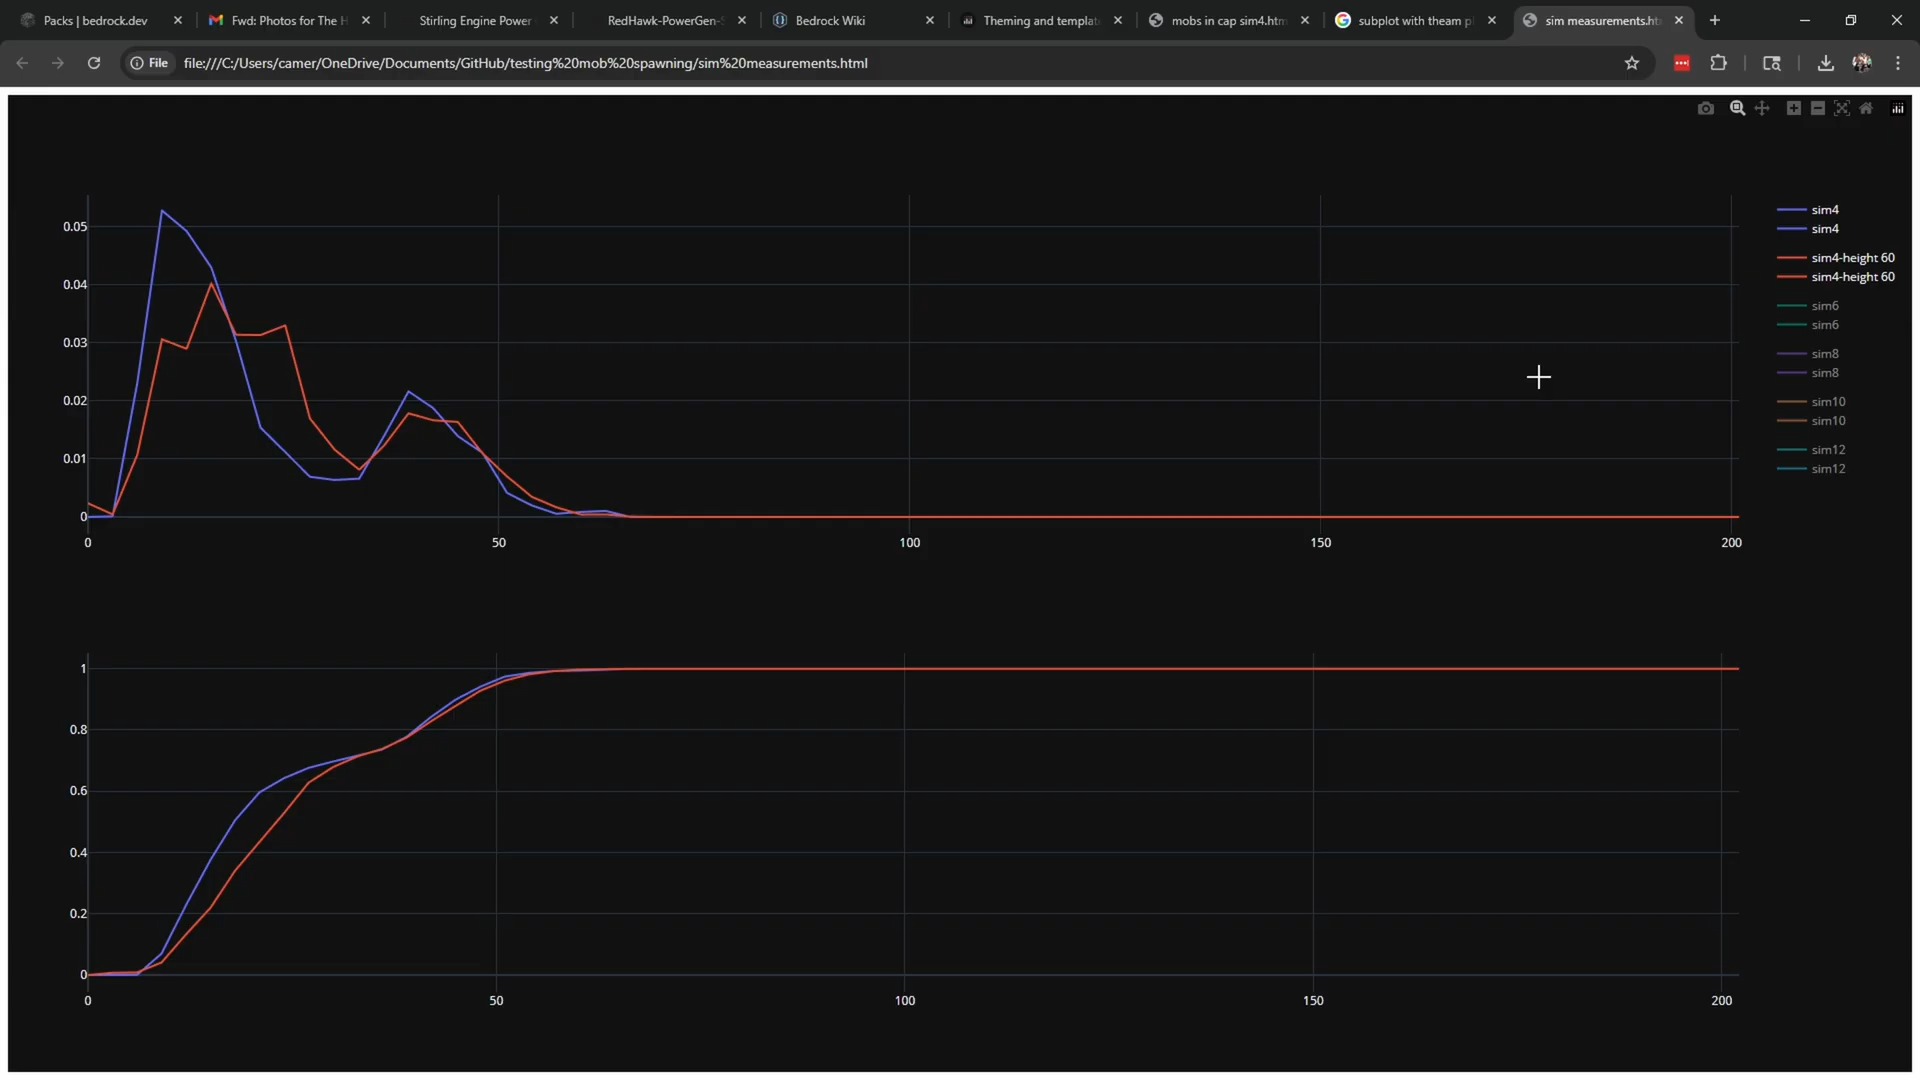 Packs | bedrock.dev
Fwd: Photos for The H
Stirling Engine Power
RedHawk-PowerGen-S
Bedrock Wiki
Theming and templat
mobs in cap sim4.htm
subplot with theam pl
sim measurements.ht
File
file:///C:/Users/camer/OneDrive/Documents/GitHub/testing%20mob%20spawning/sim%20measurements.html
0.05
0.04
0.03
0.02
0.01
0
0
50
100
150
200
sim4
sim4
sim4-height 60
sim4-height 60
sim6
sim6
sim8
sim8
sim10
sim10
sim12
sim12
1
0.8
0.6
0.4
0.2
0
0
50
100
150
200